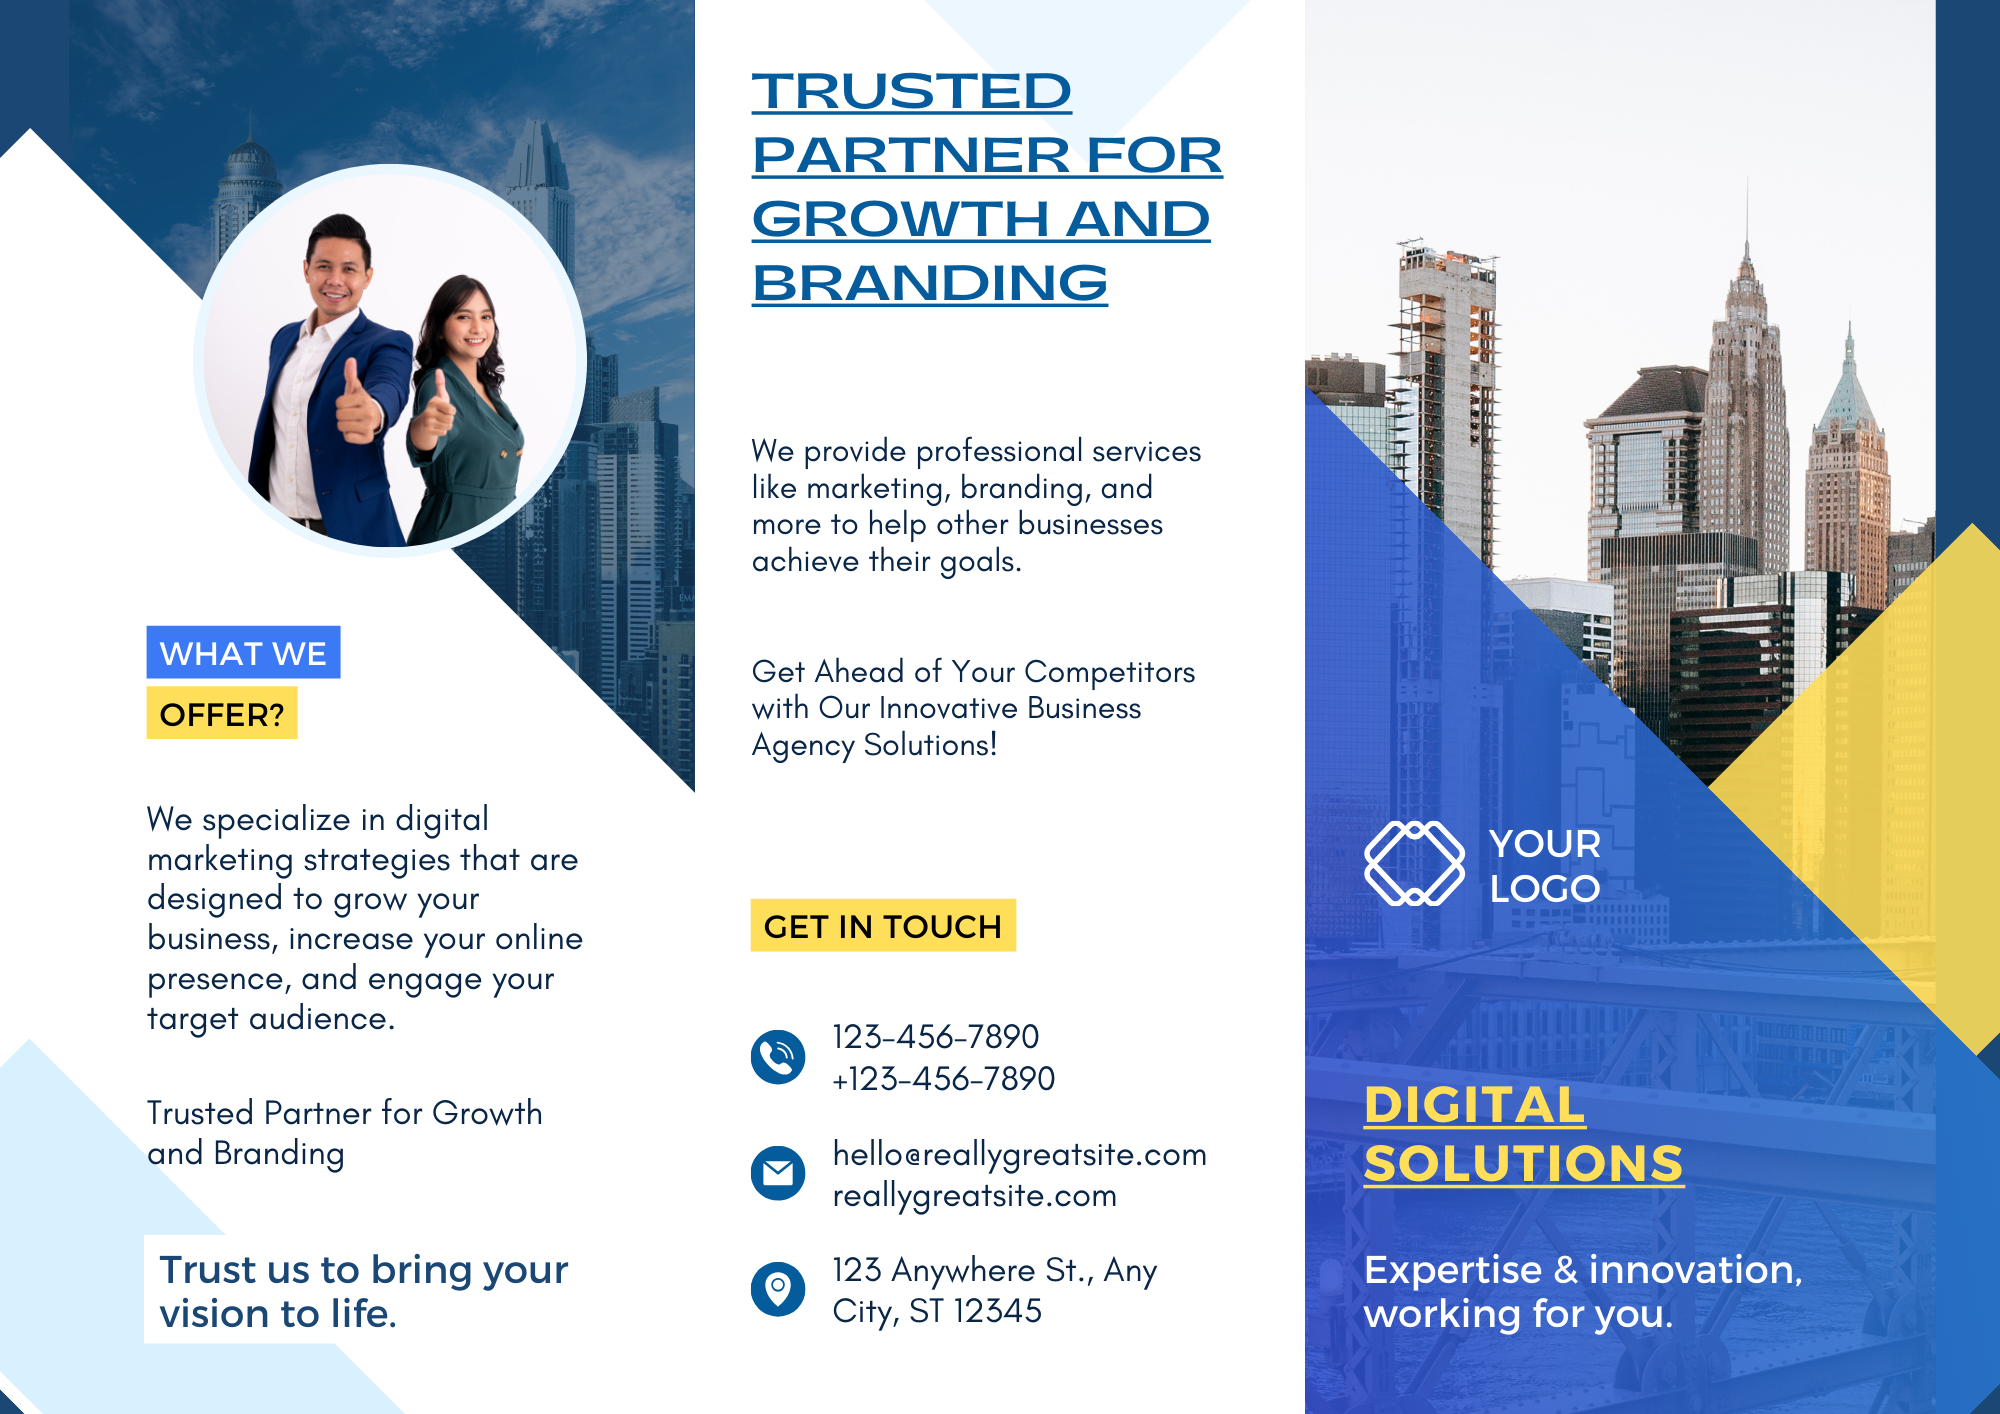 WHAT WE
OFFER?
We specialize in digital
marketing strategies that are
designed to grow your
business, increase your online
presence, and engage your
target audience.
Trusted Partner for Growth
and Branding
Trust us to bring your
vision to life.
TRUSTED
PARTNER FOR
GROWTH AND
BRANDING
We provide professional services
like marketing, branding, and
more to help other businesses
achieve their goals.
Get Ahead of Your Competitors
with Our Innovative Business
Agency Solutions!
GET IN TOUCH
123-456-7890
+123-456-7890
hello@reallygreatsite.com
reallygreatsite.com
123 Anywhere St., Any
City, ST 12345
YOUR
LOGO
DIGITAL
SOLUTIONS
Expertise & innovation,
working for you.